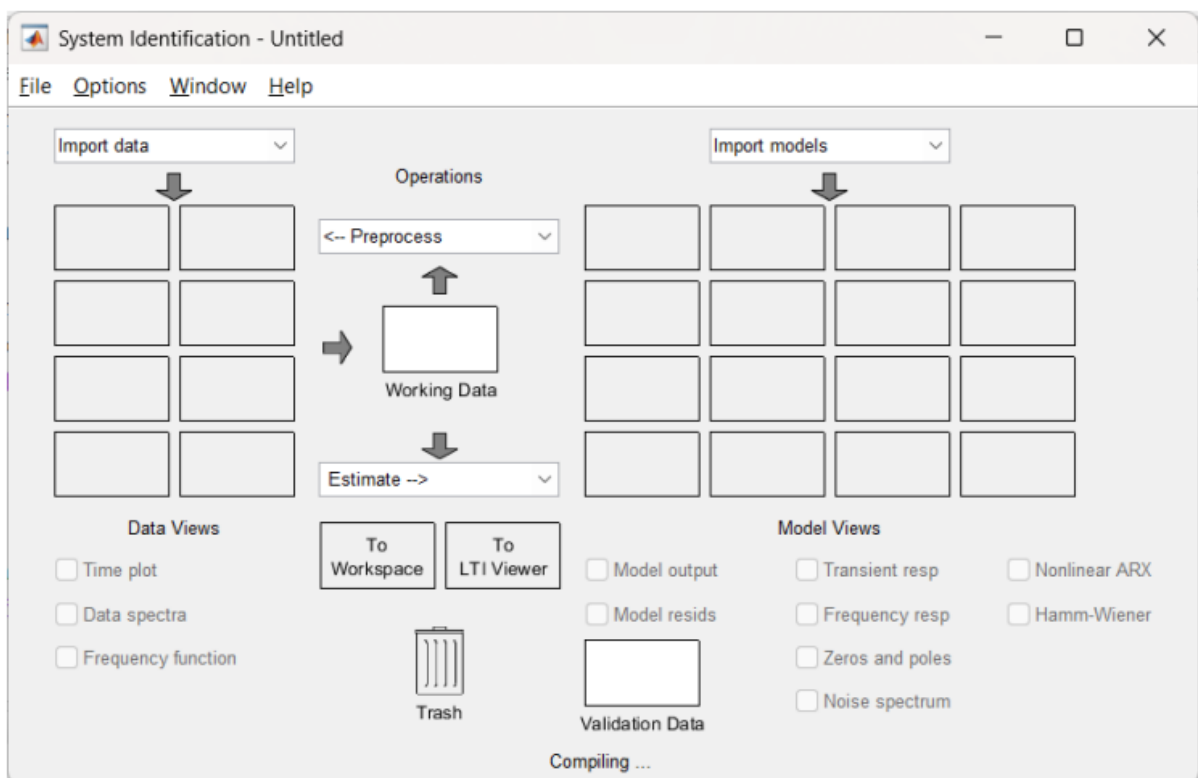 System Identification - Untitled
File Options Window Help
Import data
Import models
Operations
<-- Preprocess
Working Data
Estimate -->
Data Views
Model Views
To
Workspace
To
LTI Viewer
Time plot
Data spectra
Frequency function
Model output
Model resids
Transient resp
Frequency resp
Zeros and poles
Noise spectrum
Nonlinear ARX
Hamm-Wiener
Trash
Validation Data
Compiling ...